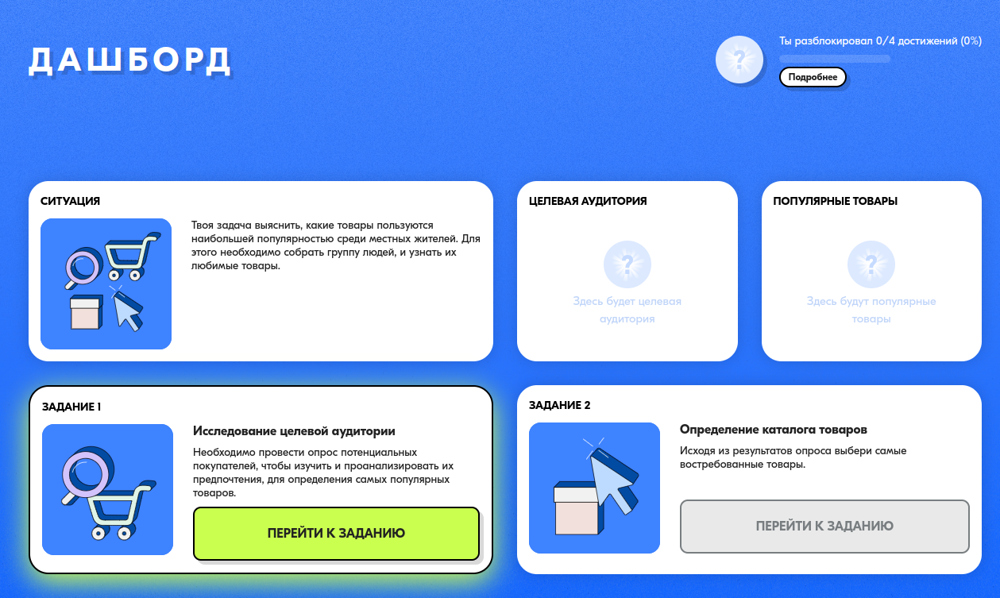 ДАШБОРД
Ты разблокировал 0/4 достижений (0%)
?
Подробнее
СИТУАЦИЯ
Твоя задача выяснить, какие товары пользуются
наибольшей популярностью среди местных жителей. Для
этого необходимо собрать группу людей, и узнать их
любимые товары.
ЦЕЛЕВАЯ АУДИТОРИЯ
?
Здесь будет целевая
аудитория
ПОПУЛЯРНЫЕ ТОВАРЫ
?
Здесь будут популярные
товары
ЗАДАНИЕ 1
Исследование целевой аудитории
Необходимо провести опрос потенциальных
покупателей, чтобы изучить и проанализировать их
предпочтения, для определения самых популярных
товаров.
ПЕРЕЙТИ К ЗАДАНИЮ
ЗАДАНИЕ 2
Определение каталога товаров
Исходя из результатов опроса выбери самые
востребованные товары.
ПЕРЕЙТИ К ЗАДАНИЮ